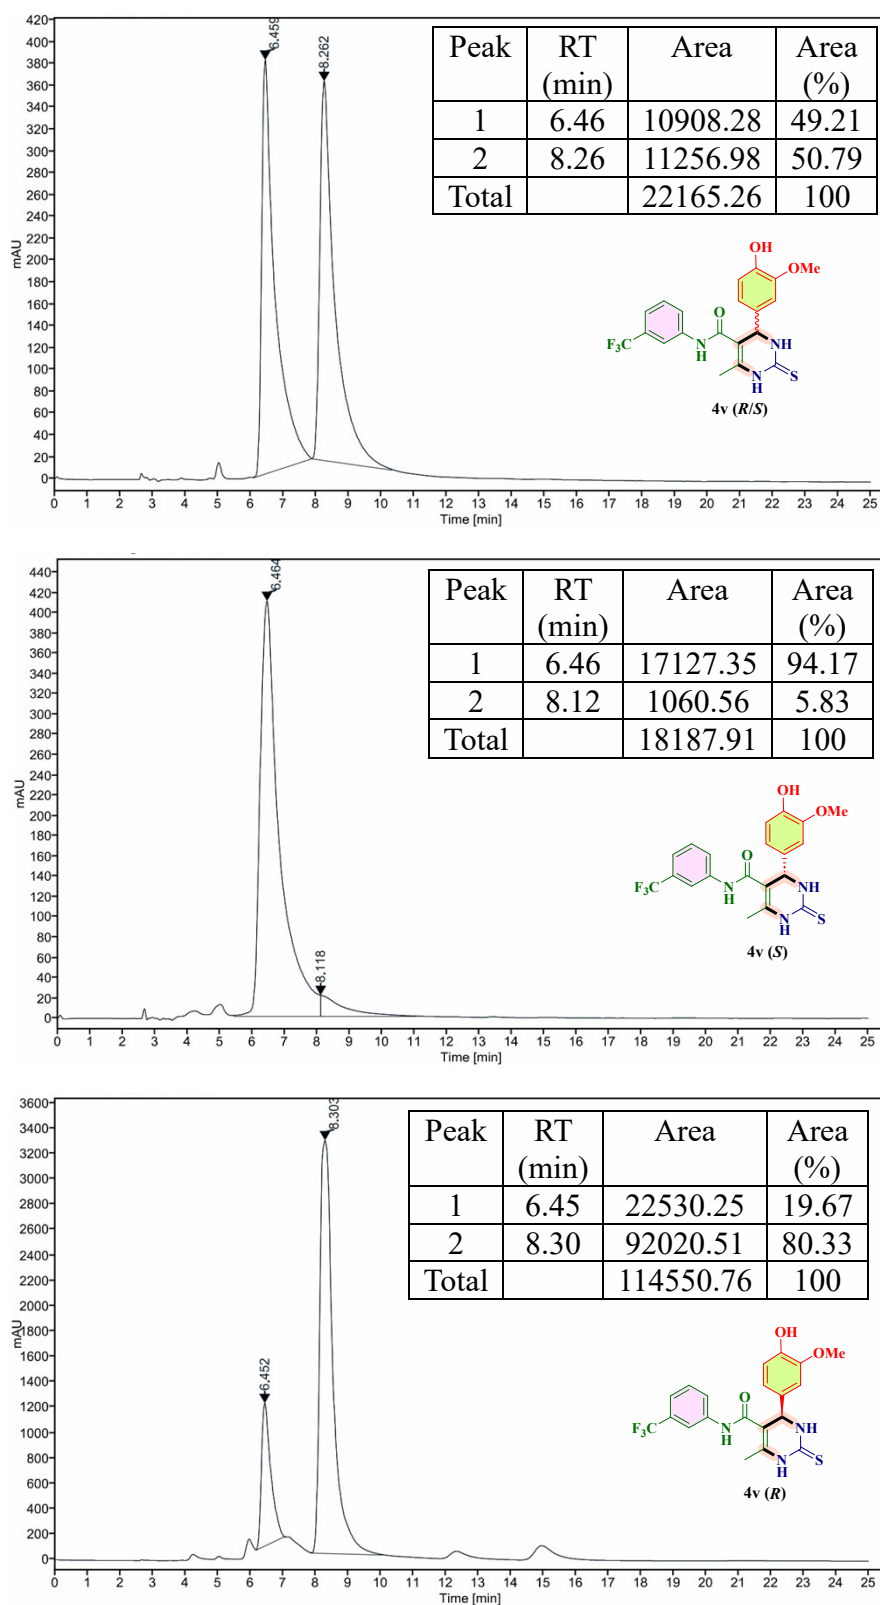 420
400
380
360
340
320
300
280
260
240
220
200
180
160
140
120
100
80
60
40
20
0
mAU
6.459
8.262
0 1 2 3 4 5 6 7 8 9 10 11 12 13 14 15 16 17 18 19 20 21 22 23 24 25
Time [min]
Peak RT (min) Area Area (%)
1 6.46 10908.28 49.21
2 8.26 11256.98 50.79
Total 22165.26 100
OH
OMe
O
NH
F₃C
N
H
N
H
S
4v (R/S)
440
420
400
380
360
340
320
300
280
260
240
220
200
180
160
140
120
100
80
60
40
20
0
mAU
6.464
8.118
0 1 2 3 4 5 6 7 8 9 10 11 12 13 14 15 16 17 18 19 20 21 22 23 24 25
Time [min]
Peak RT (min) Area Area (%)
1 6.46 17127.35 94.17
2 8.12 1060.56 5.83
Total 18187.91 100
OH
OMe
O
NH
F₃C
N
H
N
H
S
4v (S)
3600
3400
3200
3000
2800
2600
2400
2200
2000
1800
1600
1400
1200
1000
800
600
400
200
0
mAU
6.452
8.303
0 1 2 3 4 5 6 7 8 9 10 11 12 13 14 15 16 17 18 19 20 21 22 23 24 25
Time [min]
Peak RT (min) Area Area (%)
1 6.45 22530.25 19.67
2 8.30 92020.51 80.33
Total 114550.76 100
OH
OMe
O
NH
F₃C
N
H
N
H
S
4v (R)